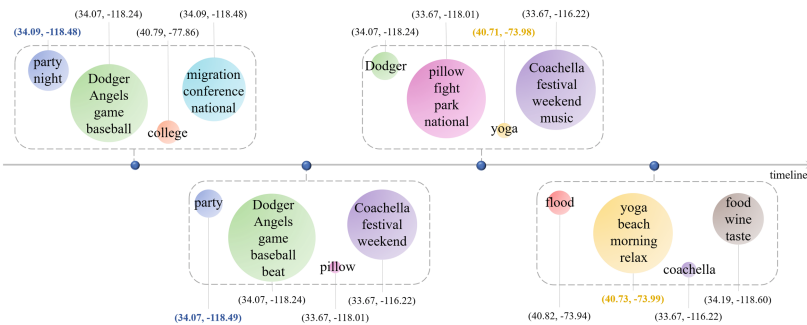 (34.07, -118.24)
(34.09, -118.48)
(34.09, -118.48)
(40.79, -77.86)
party
night
Dodger
Angels
game
baseball
college
migration
conference
national
(33.67, -118.01)
(33.67, -116.22)
(34.07, -118.24)
(40.71, -73.98)
Dodger
pillow
fight
park
national
yoga
Coachella
festival
weekend
music
timeline
party
Dodger
Angels
game
baseball
beat
pillow
Coachella
festival
weekend
(34.07, -118.24)
(33.67, -116.22)
(34.07, -118.49)
(33.67, -118.01)
flood
yoga
beach
morning
relax
coachella
food
wine
taste
(40.73, -73.99)
(34.19, -118.60)
(40.82, -73.94)
(33.67, -116.22)